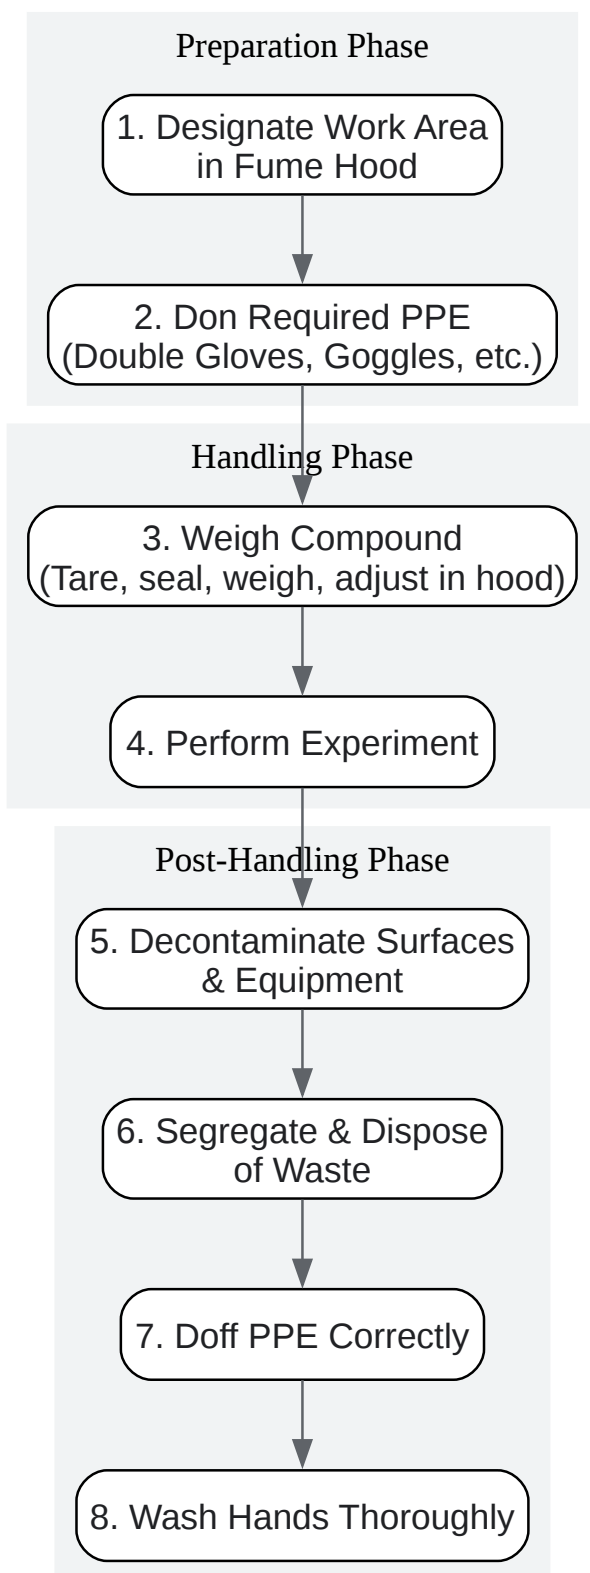 Preparation Phase
1. Designate Work Area
in Fume Hood
2. Don Required PPE
(Double Gloves, Goggles, etc.)
Handling Phase
3. Weigh Compound
(Tare, seal, weigh, adjust in hood)
4. Perform Experiment
Post-Handling Phase
5. Decontaminate Surfaces
& Equipment
6. Segregate & Dispose
of Waste
7. Doff PPE Correctly
8. Wash Hands Thoroughly